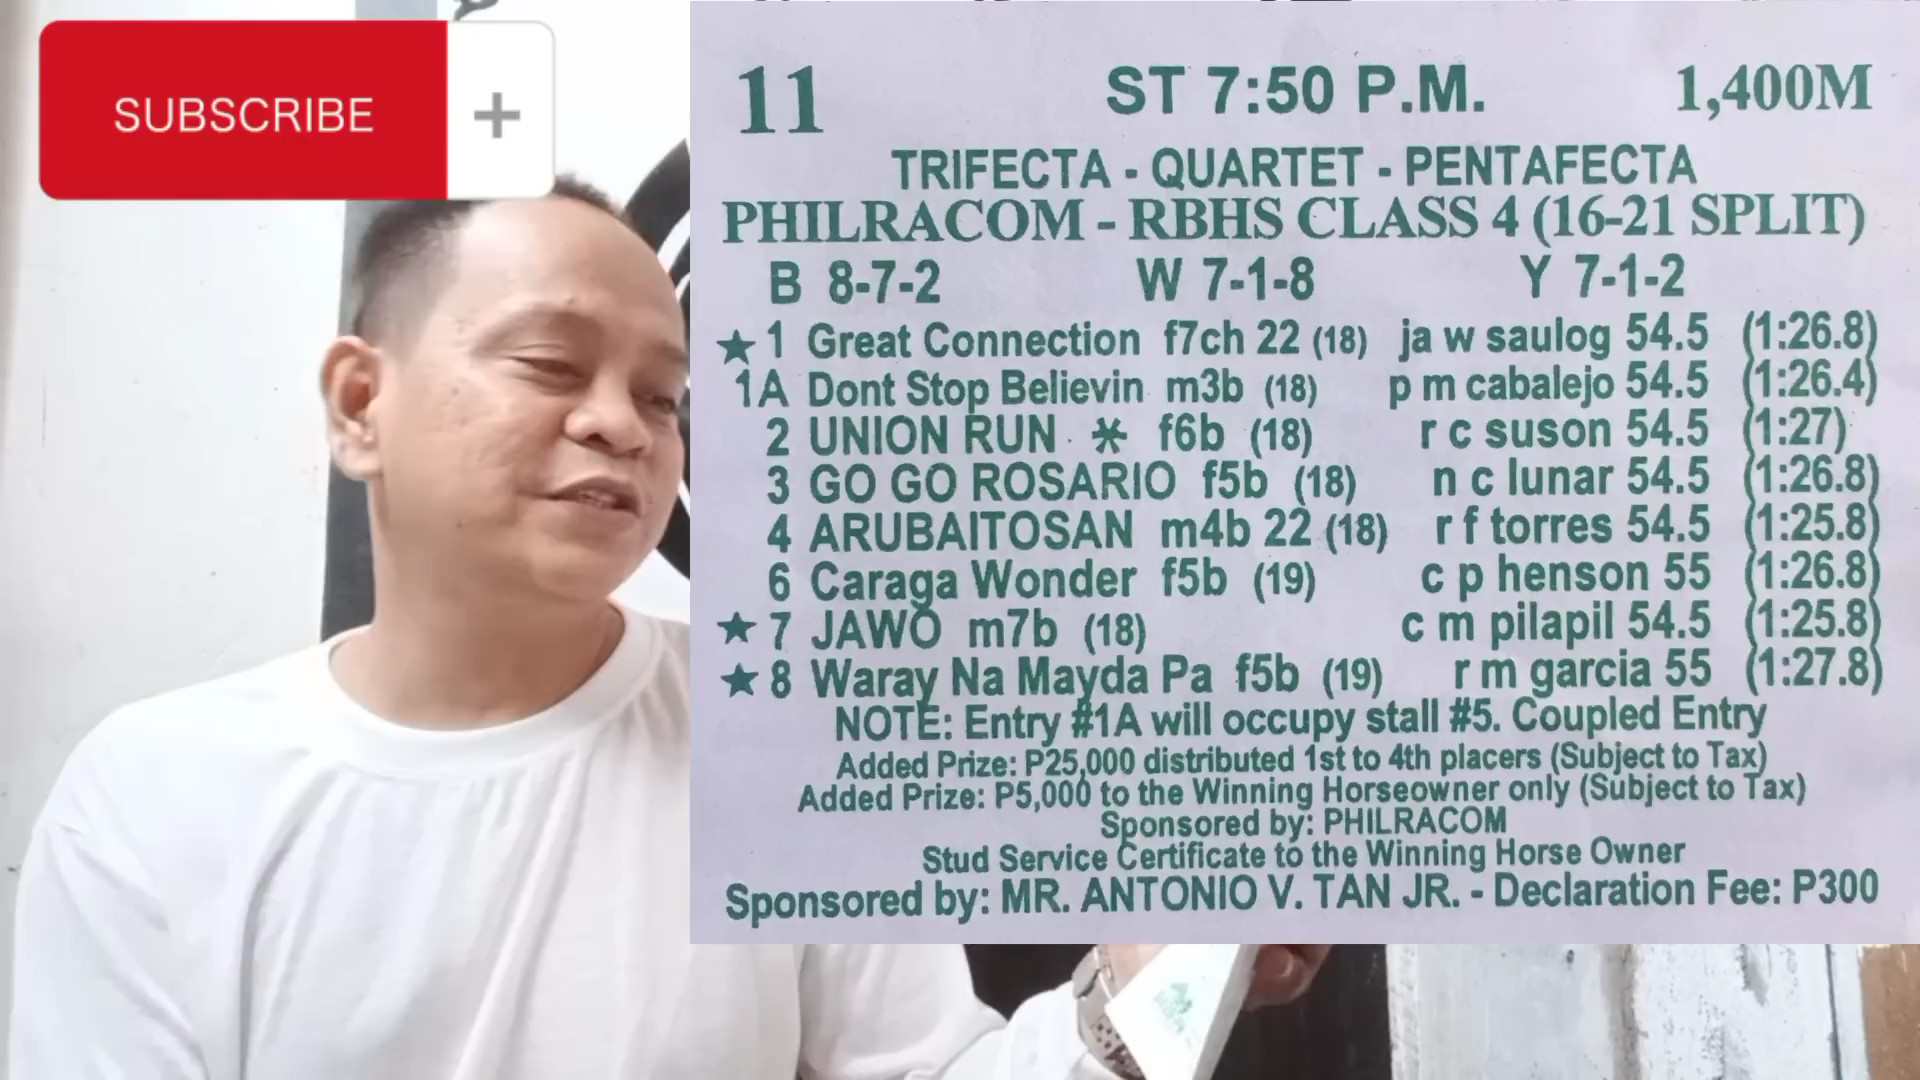 SUBSCRIBE +
11 ST 7:50 P.M. 1,400M
TRIFECTA - QUARTET - PENTAFECTA
PHILRACOM - RBHS CLASS 4 (16-21 SPLIT)
B 8-7-2 W 7-1-8 Y 7-1-2
★ 1 Great Connection f7ch 22 (18) ja w saulog 54.5 (1:26.8)
1A Dont Stop Believin m3b (18) p m cabalejo 54.5 (1:26.4)
2 UNION RUN * f6b (18) r c suson 54.5 (1:27)
3 GO GO ROSARIO f5b (18) n c lunar 54.5 (1:26.8)
4 ARUBAITOSAN m4b 22 (18) r f torres 54.5 (1:25.8)
6 Caraga Wonder f5b (19) c p henson 55 (1:26.8)
★ 7 JAWO m7b (18) c m pilapil 54.5 (1:25.8)
★ 8 Waray Na Mayda Pa f5b (19) r m garcia 55 (1:27.8)
NOTE: Entry #1A will occupy stall #5. Coupled Entry
Added Prize: P25,000 distributed 1st to 4th placers (Subject to Tax)
Added Prize: P5,000 to the Winning Horseowner only (Subject to Tax)
Sponsored by: PHILRACOM
Stud Service Certificate to the Winning Horse Owner
Sponsored by: MR. ANTONIO V. TAN JR. - Declaration Fee: P300